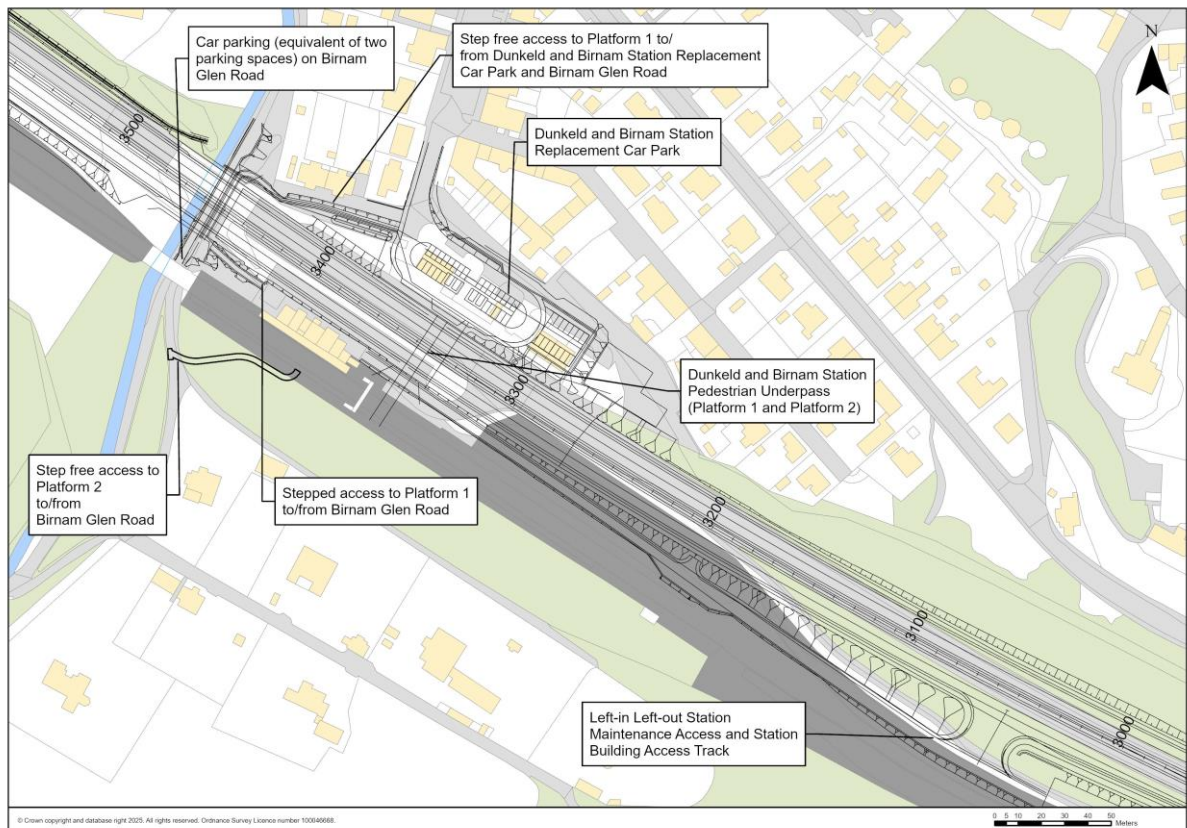 Car parking (equivalent of two
parking spaces) on Birnam
Glen Road
Step free access to Platform 1 to/
from Dunkeld and Birnam Station Replacement
Car Park and Birnam Glen Road
N
Dunkeld and Birnam Station
Replacement Car Park
3500
3400
3300
Dunkeld and Birnam Station
Pedestrian Underpass
(Platform 1 and Platform 2)
Step free access to
Platform 2
to/from
Birnam Glen Road
Stepped access to Platform 1
to/from Birnam Glen Road
3200
3100
3000
Left-in Left-out Station
Maintenance Access and Station
Building Access Track
© Crown copyright and database right 2025. All rights reserved. Ordnance Survey Licence number 100046668.
0 5 10 20 30 40 50
Meters